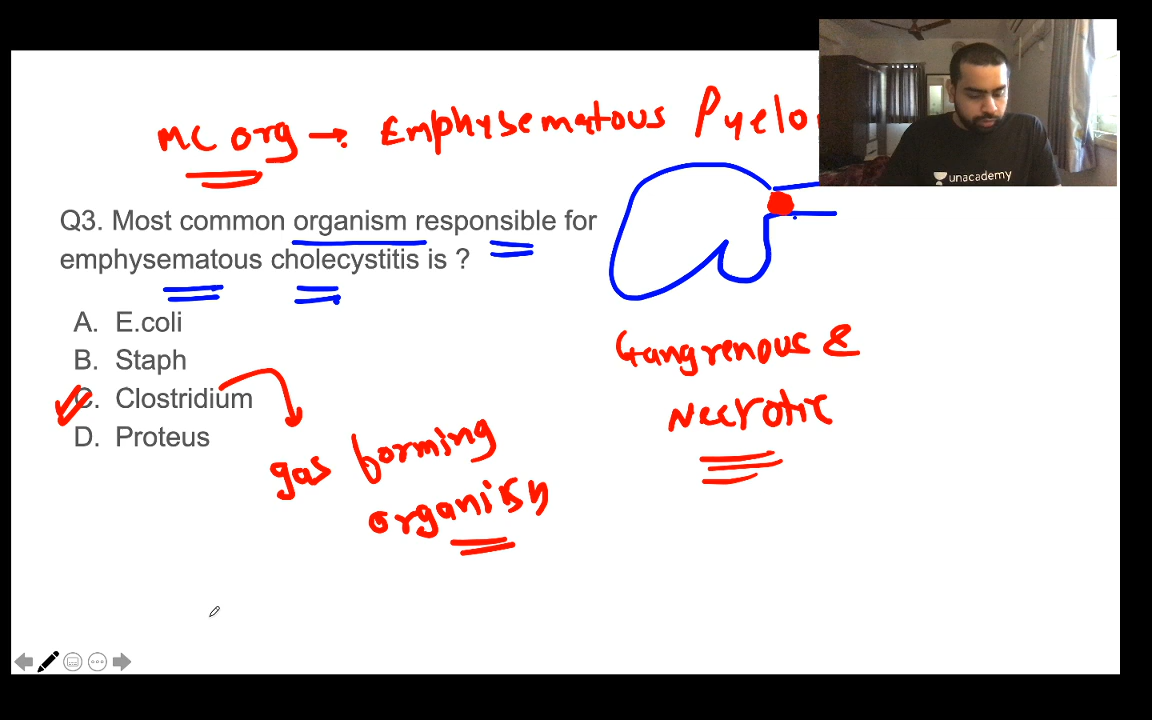 MC org → Emphysematous Pyelo
unacademy
Q3. Most common organism responsible for
emphysematous cholecystitis is ?
A. E.coli
B. Staph
C. Clostridium
D. Proteus
gas forming
organism
Gangrenous &
Necrotic